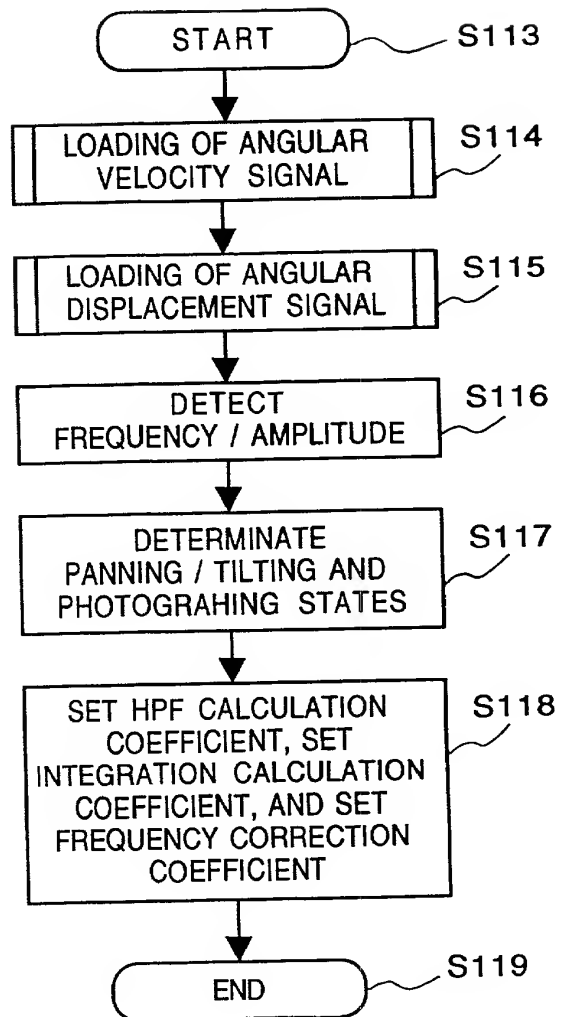 START
S113
LOADING OF ANGULAR
VELOCITY SIGNAL
S114
LOADING OF ANGULAR
DISPLACEMENT SIGNAL
S115
DETECT
FREQUENCY / AMPLITUDE
S116
DETERMINATE
PANNING / TILTING AND
PHOTOGRAHING STATES
S117
SET HPF CALCULATION
COEFFICIENT, SET
INTEGRATION CALCULATION
COEFFICIENT, AND SET
FREQUENCY CORRECTION
COEFFICIENT
S118
END
S119